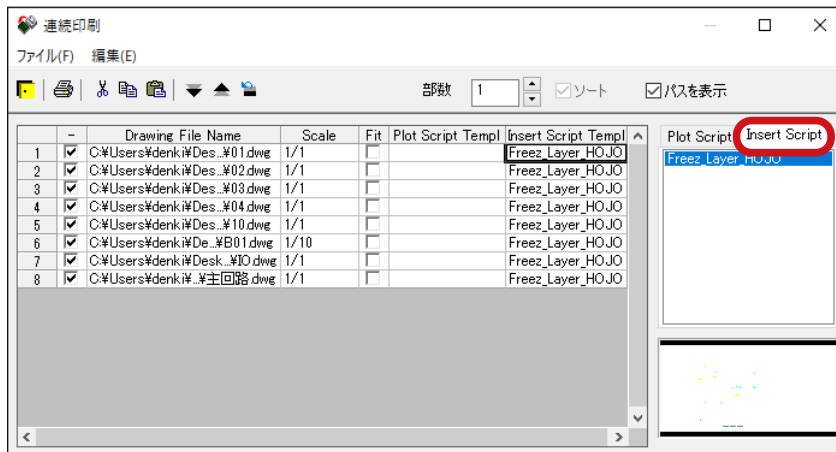 連続印刷
ファイル(F) 編集(E)
部数 1 ソート パスを表示
- Drawing File Name Scale Fit Plot Script Templ Insert Script Templ
1 C:¥Users¥denki¥Des...¥01.dwg 1/1 Freez_Layer_HOJO
2 C:¥Users¥denki¥Des...¥02.dwg 1/1 Freez_Layer_HOJO
3 C:¥Users¥denki¥Des...¥03.dwg 1/1 Freez_Layer_HOJO
4 C:¥Users¥denki¥Des...¥04.dwg 1/1 Freez_Layer_HOJO
5 C:¥Users¥denki¥Des...¥10.dwg 1/1 Freez_Layer_HOJO
6 C:¥Users¥denki¥De...¥B01.dwg 1/10 Freez_Layer_HOJO
7 C:¥Users¥denki¥Desk...¥IO.dwg 1/1 Freez_Layer_HOJO
8 C:¥Users¥denki¥...¥主回路.dwg 1/1 Freez_Layer_HOJO
Plot Script Insert Script
Freez_Layer_HOJO